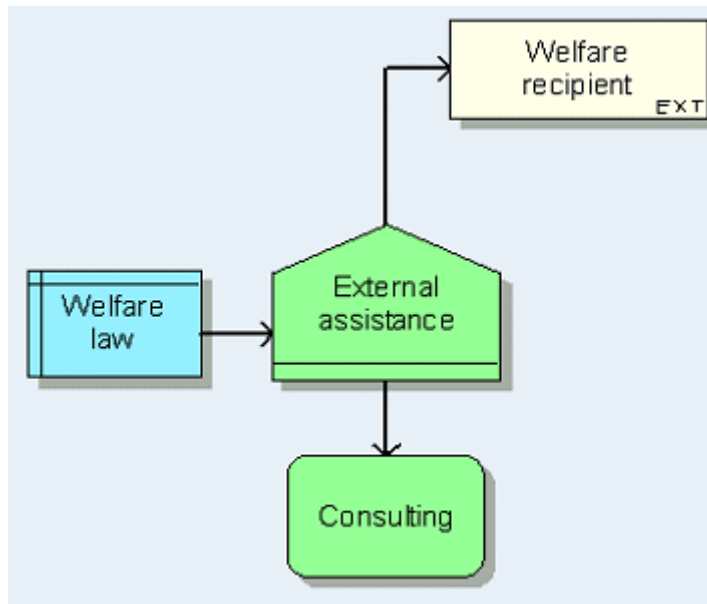 Welfare
recipient
EXT
External
assistance
Welfare
law
Consulting